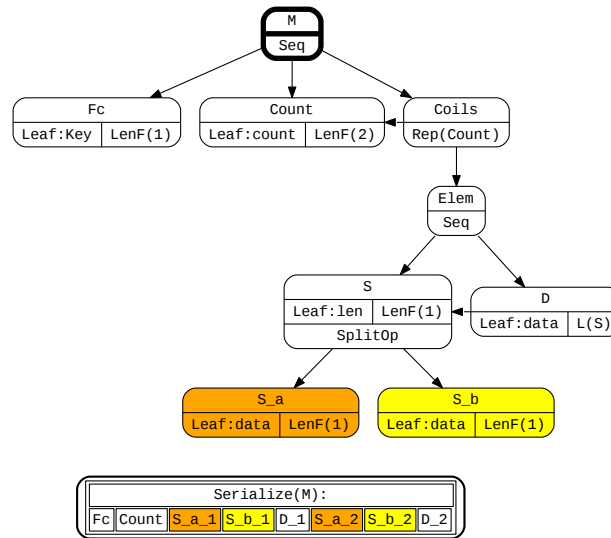 M
Seq
Fc
Leaf:Key LenF(1)
Count
Leaf:count LenF(2)
Coils
Rep(Count)
Elem
Seq
S
Leaf:len LenF(1)
SplitOp
D
Leaf:data L(S)
S_a
Leaf:data LenF(1)
S_b
Leaf:data LenF(1)
Serialize(M):
Fc Count S_a_1 S_b_1 D_1 S_a_2 S_b_2 D_2